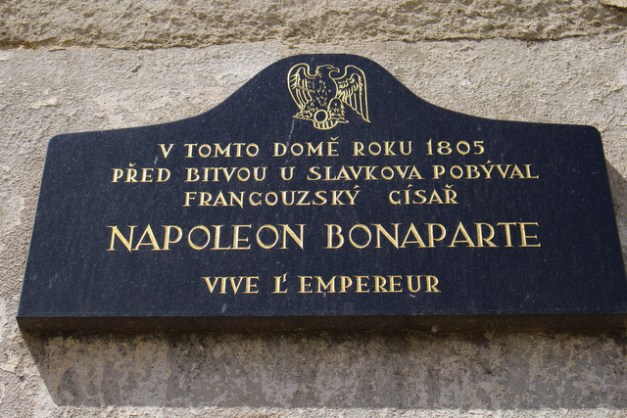 V TOMTO DOMĚ ROKU 1805
PŘED BITVOU U SLAVKOVA POBÝVAL
FRANCOUZSKÝ CÍSAŘ
NAPOLEON BONAPARTE
VIVE L' EMPEREUR